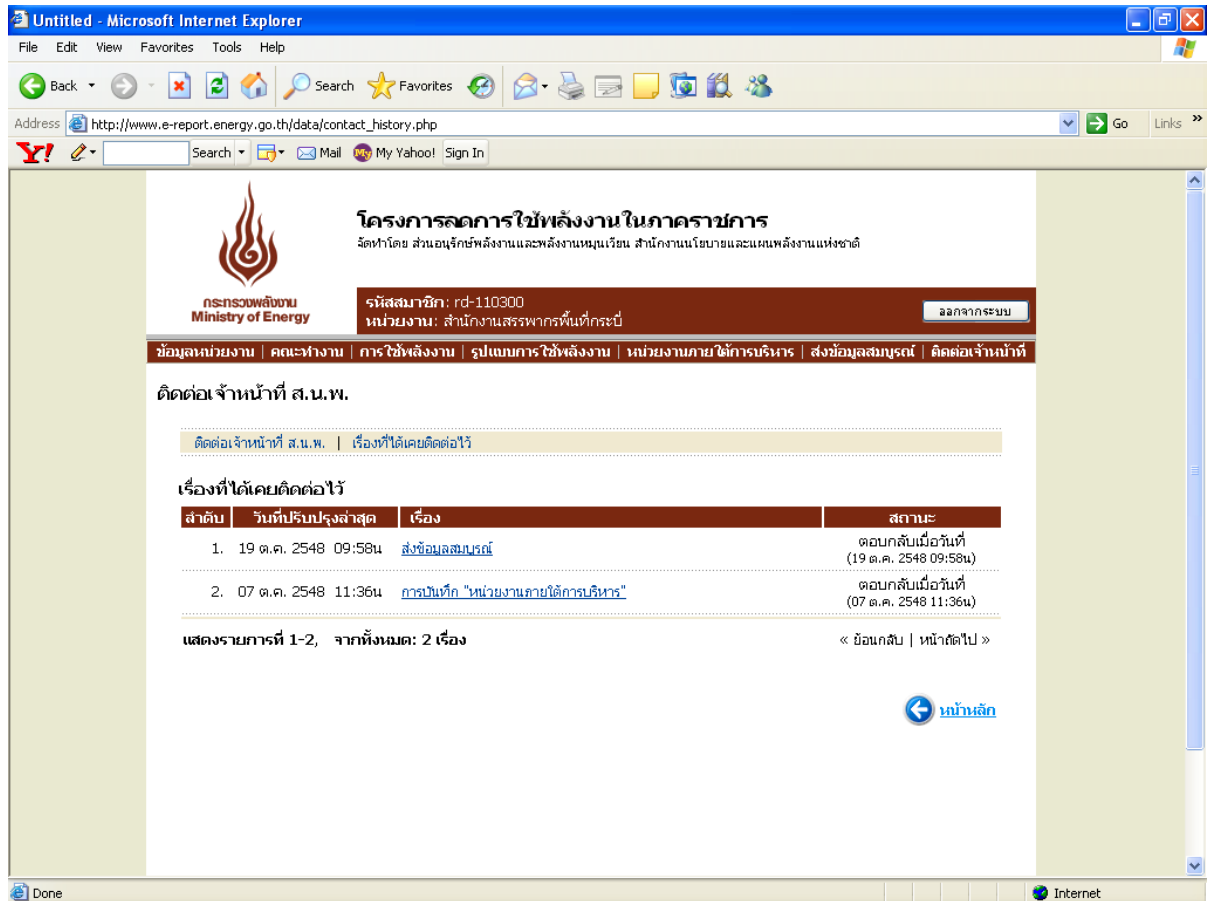 Untitled - Microsoft Internet Explorer
File Edit View Favorites Tools Help
Back Search Favorites
Address http://www.e-report.energy.go.th/data/contact_history.php Go Links »
Y! Search Mail My My Yahoo! Sign In
โครงการลดการใช้พลังงานในภาคราชการ
จัดทำโดย ส่วนอนุรักษ์พลังงานและพลังงานหมุนเวียน สำนักงานนโยบายและแผนพลังงานแห่งชาติ
กระทรวงพลังงาน
Ministry of Energy
รหัสสมาชิก: rd-110300
หน่วยงาน: สำนักงานสรรพากรพื้นที่กระบี่
ออกจากระบบ
ข้อมูลหน่วยงาน | คณะทำงาน | การใช้พลังงาน | รูปแบบการใช้พลังงาน | หน่วยงานภายใต้การบริหาร | ส่งข้อมูลสมบูรณ์ | ติดต่อเจ้าหน้าที่
ติดต่อเจ้าหน้าที่ ส.น.พ.
ติดต่อเจ้าหน้าที่ ส.น.พ. | เรื่องที่ได้เคยติดต่อไว้
เรื่องที่ได้เคยติดต่อไว้
ลำดับ วันที่ปรับปรุงล่าสุด เรื่อง สถานะ
1. 19 ต.ค. 2548 09:58น ส่งข้อมูลสมบูรณ์ ตอบกลับเมื่อวันที่
(19 ต.ค. 2548 09:58น)
2. 07 ต.ค. 2548 11:36น การบันทึก "หน่วยงานภายใต้การบริหาร" ตอบกลับเมื่อวันที่
(07 ต.ค. 2548 11:36น)
แสดงรายการที่ 1-2, จากทั้งหมด: 2 เรื่อง « ย้อนกลับ | หน้าถัดไป »
หน้าหลัก
Done Internet